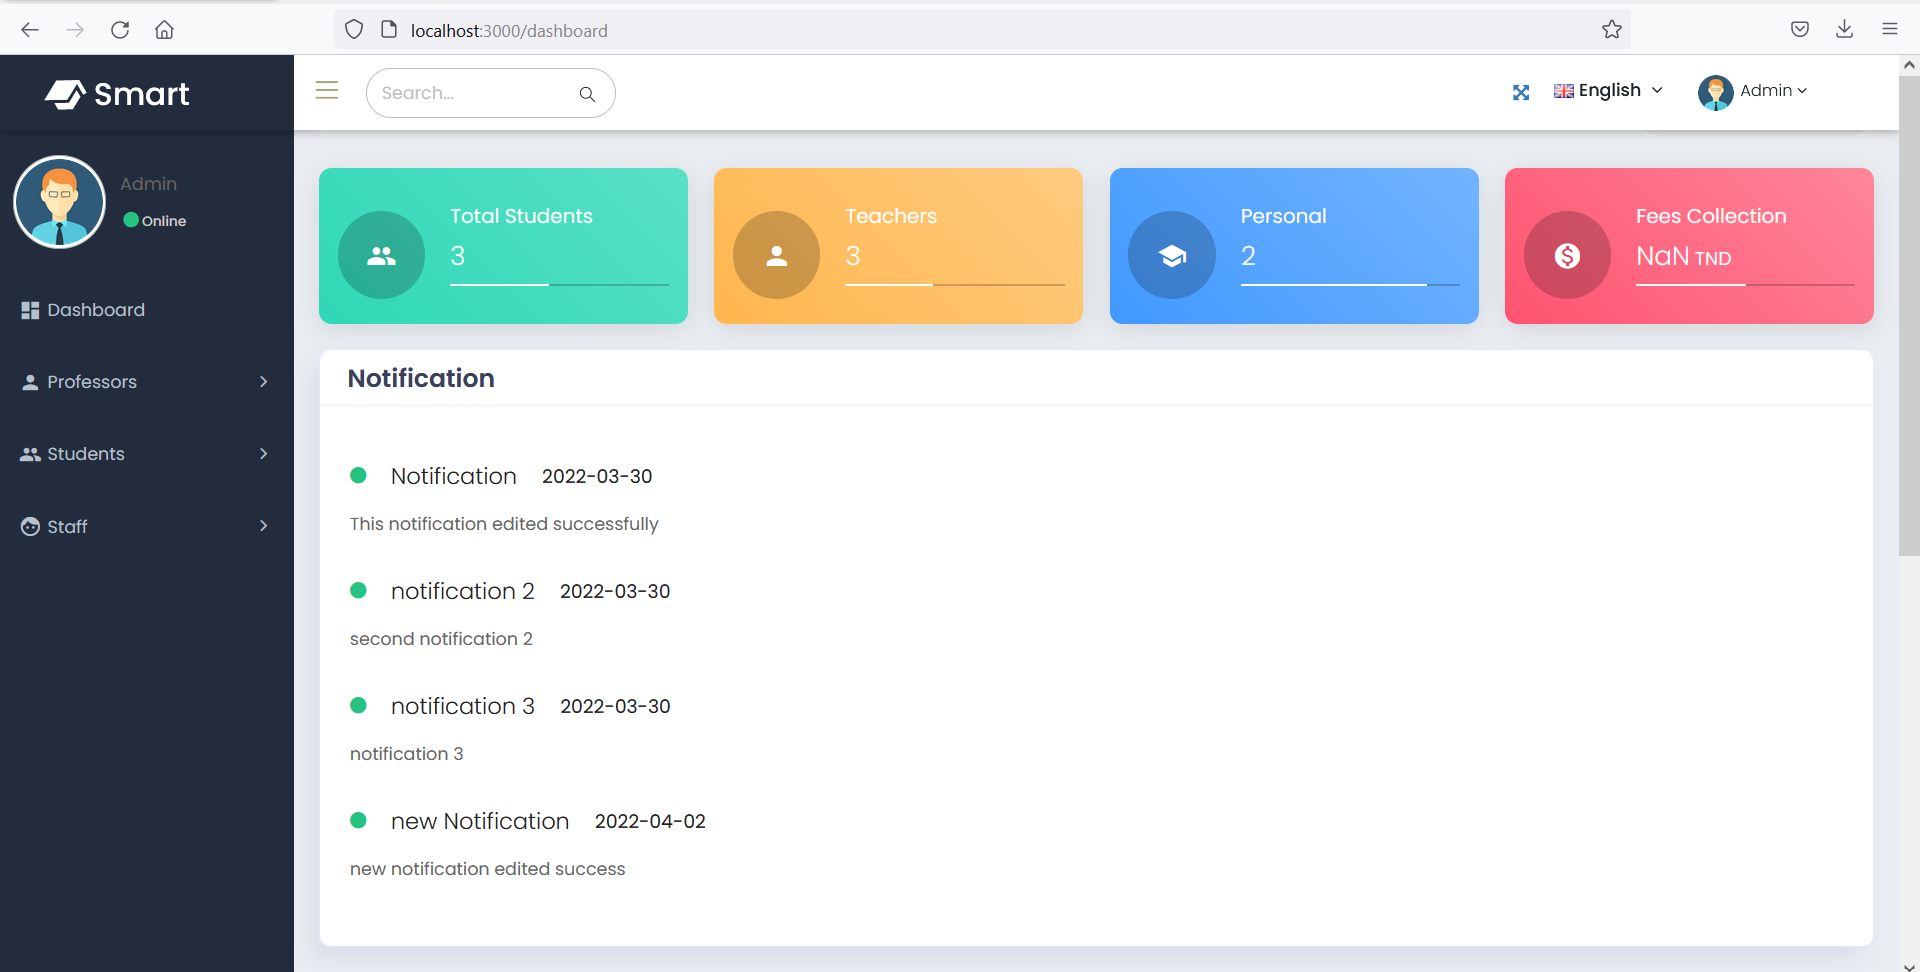 localhost:3000/dashboard
Smart
Search...
English
Admin
Admin
Online
Dashboard
Professors
Students
Staff
Total Students
3
Teachers
3
Personal
2
Fees Collection
NaN TND
Notification
Notification 2022-03-30
This notification edited successfully
notification 2 2022-03-30
second notification 2
notification 3 2022-03-30
notification 3
new Notification 2022-04-02
new notification edited success